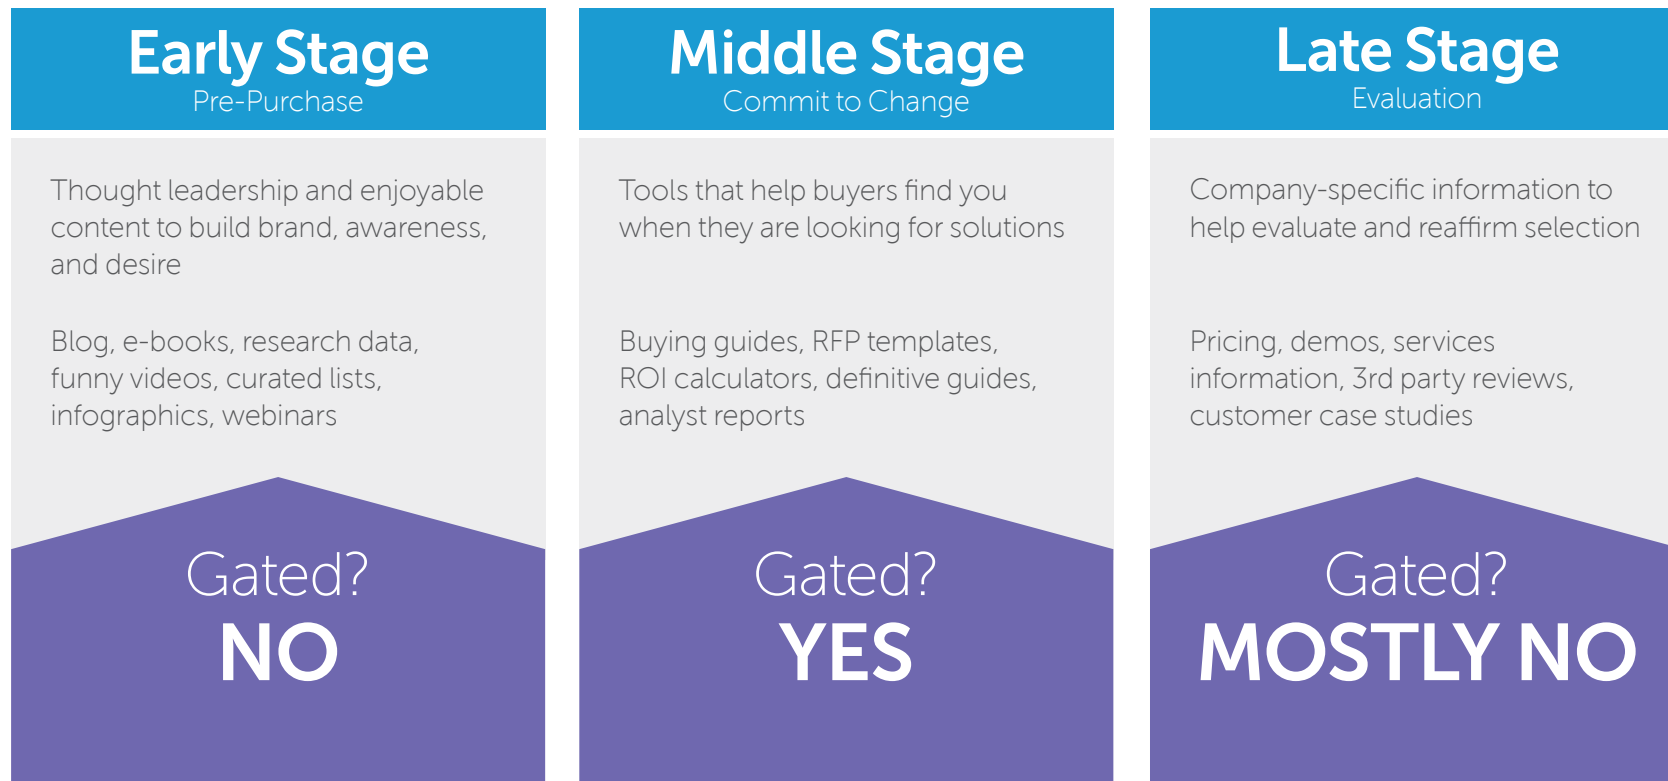 Early Stage
Pre-Purchase
Thought leadership and enjoyable
content to build brand, awareness,
and desire
Blog, e-books, research data,
funny videos, curated lists,
infographics, webinars
Gated?
NO
Middle Stage
Commit to Change
Tools that help buyers find you
when they are looking for solutions
Buying guides, RFP templates,
ROI calculators, definitive guides,
analyst reports
Gated?
YES
Late Stage
Evaluation
Company-specific information to
help evaluate and reaffirm selection
Pricing, demos, services
information, 3rd party reviews,
customer case studies
Gated?
MOSTLY NO